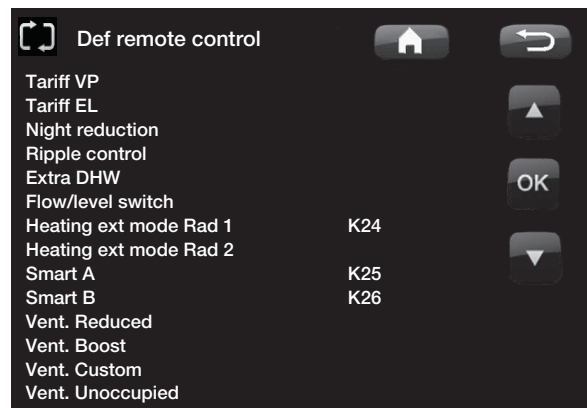 Def remote control
Tariff VP
Tariff EL
Night reduction
Ripple control
Extra DHW
OK
Flow/level switch
Heating ext mode Rad 1 K24
Heating ext mode Rad 2
Smart A K25
Smart B K26
Vent. Reduced
Vent. Boost
Vent. Custom
Vent. Unoccupied